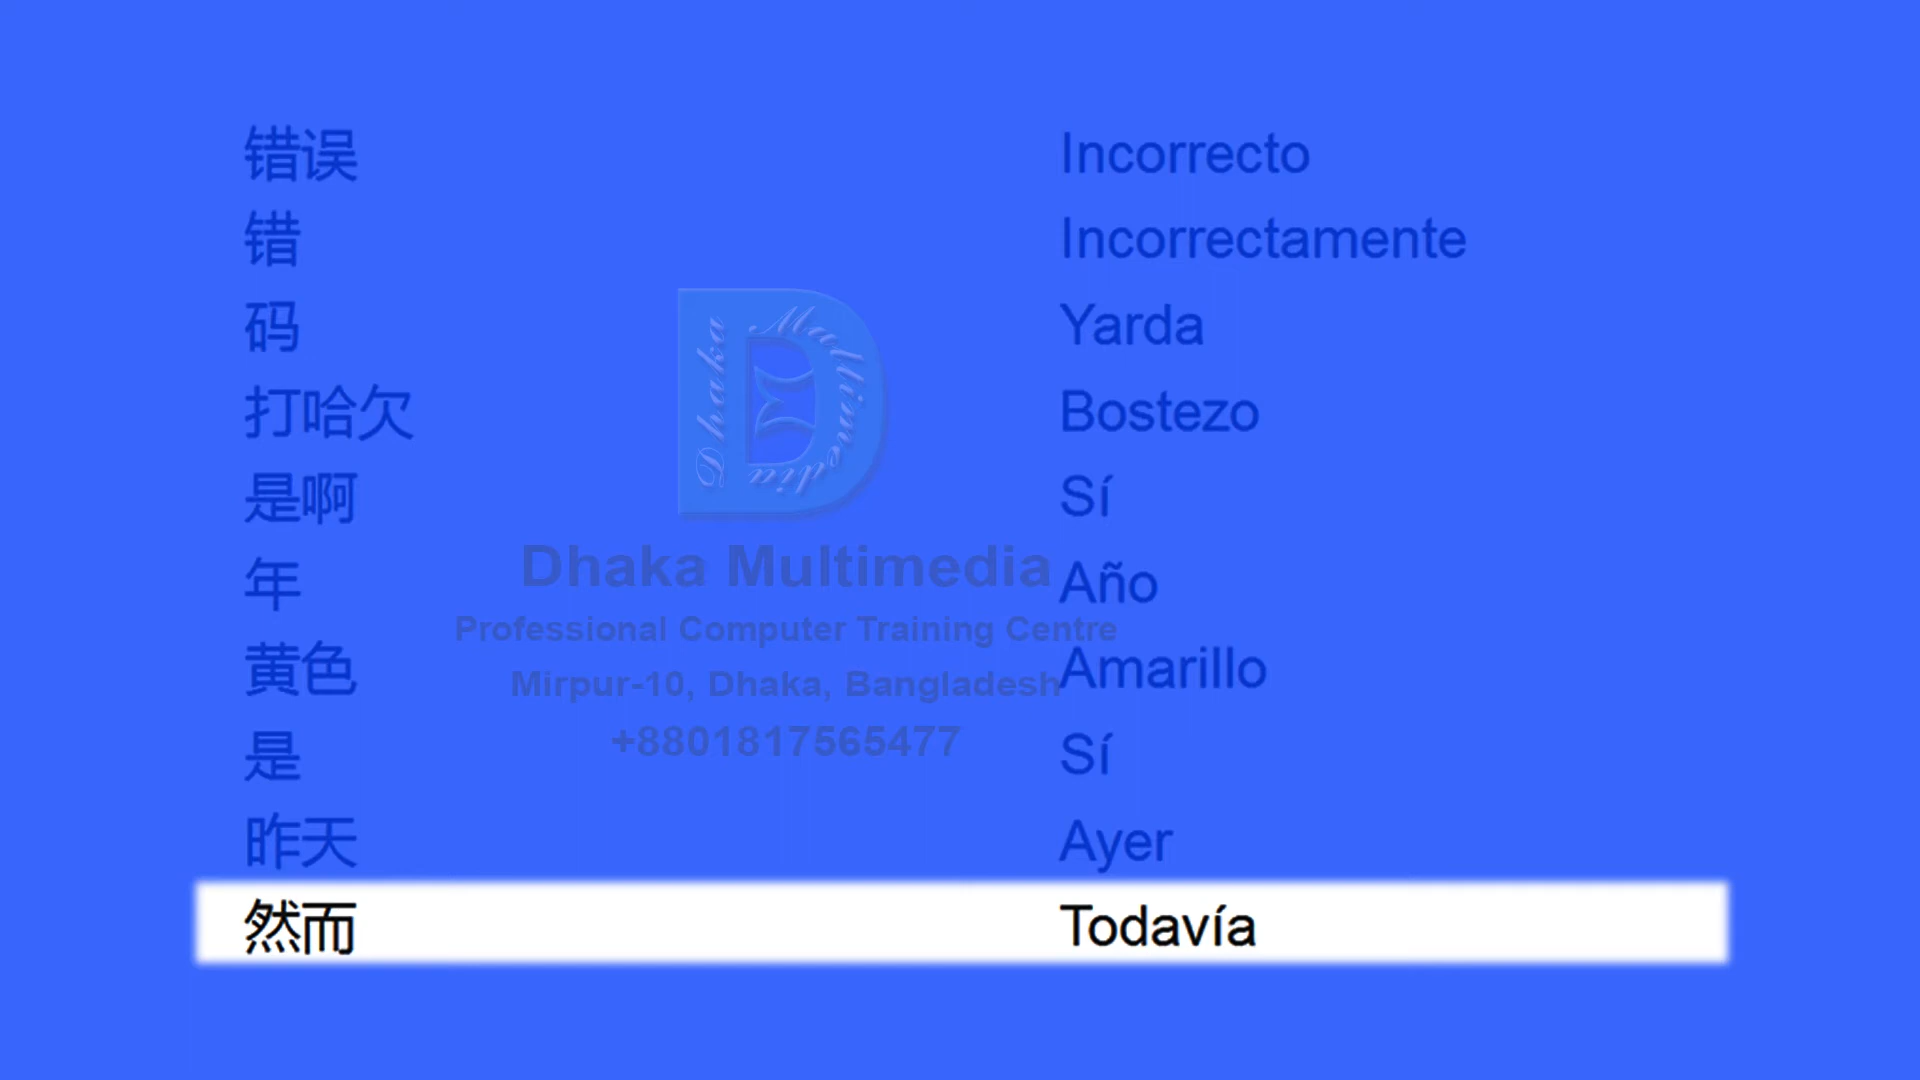 错误 Incorrecto
错 Incorrectamente
码 Yarda
打哈欠 Bostezo
是啊 Sí
年 Año
黄色 Amarillo
是 Sí
昨天 Ayer
然而 Todavía
Dhaka Multimedia
Dhaka Multimedia
Professional Computer Training Centre
Mirpur-10, Dhaka, Bangladesh
+8801817565477